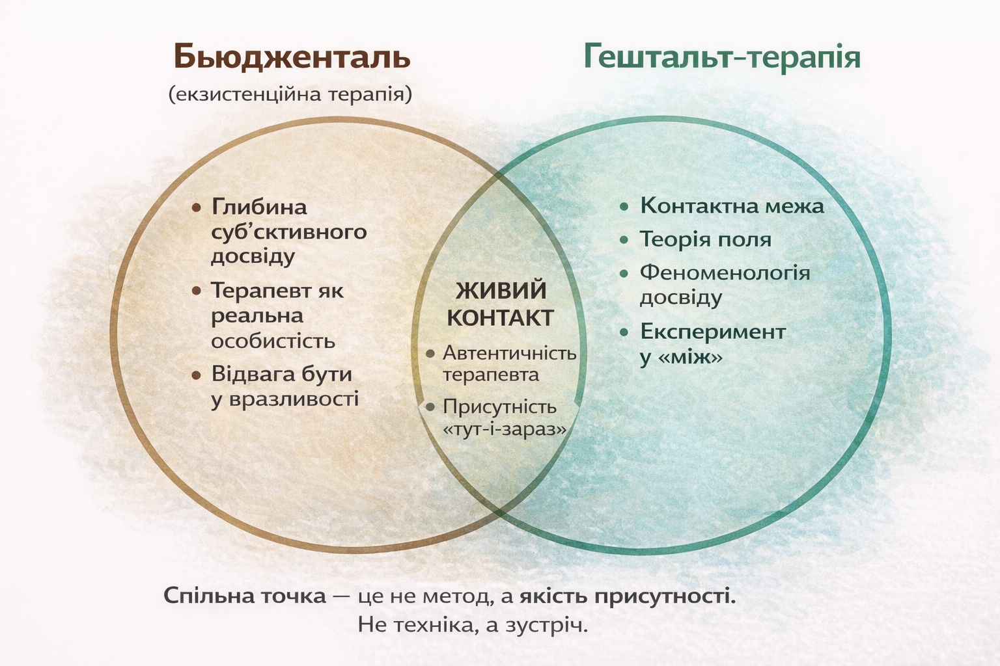 Бьюдженталь
(екзистенційна терапія)
• Глибина
суб’сктивного
досвіду
• Терапевт як
реальна
особистість
• Відвага бути
у вразливості
ЖИВИЙ
КОНТАКТ
• Автентичність
терапевта
• Присутність
«тут-і-зараз»
Гештальт-терапія
• Контактна межа
• Теорія поля
• Феноменологія
досвіду
• Експеримент
у «між»
Спільна точка — це не метод, а якість присутності.
Не техніка, а зустріч.